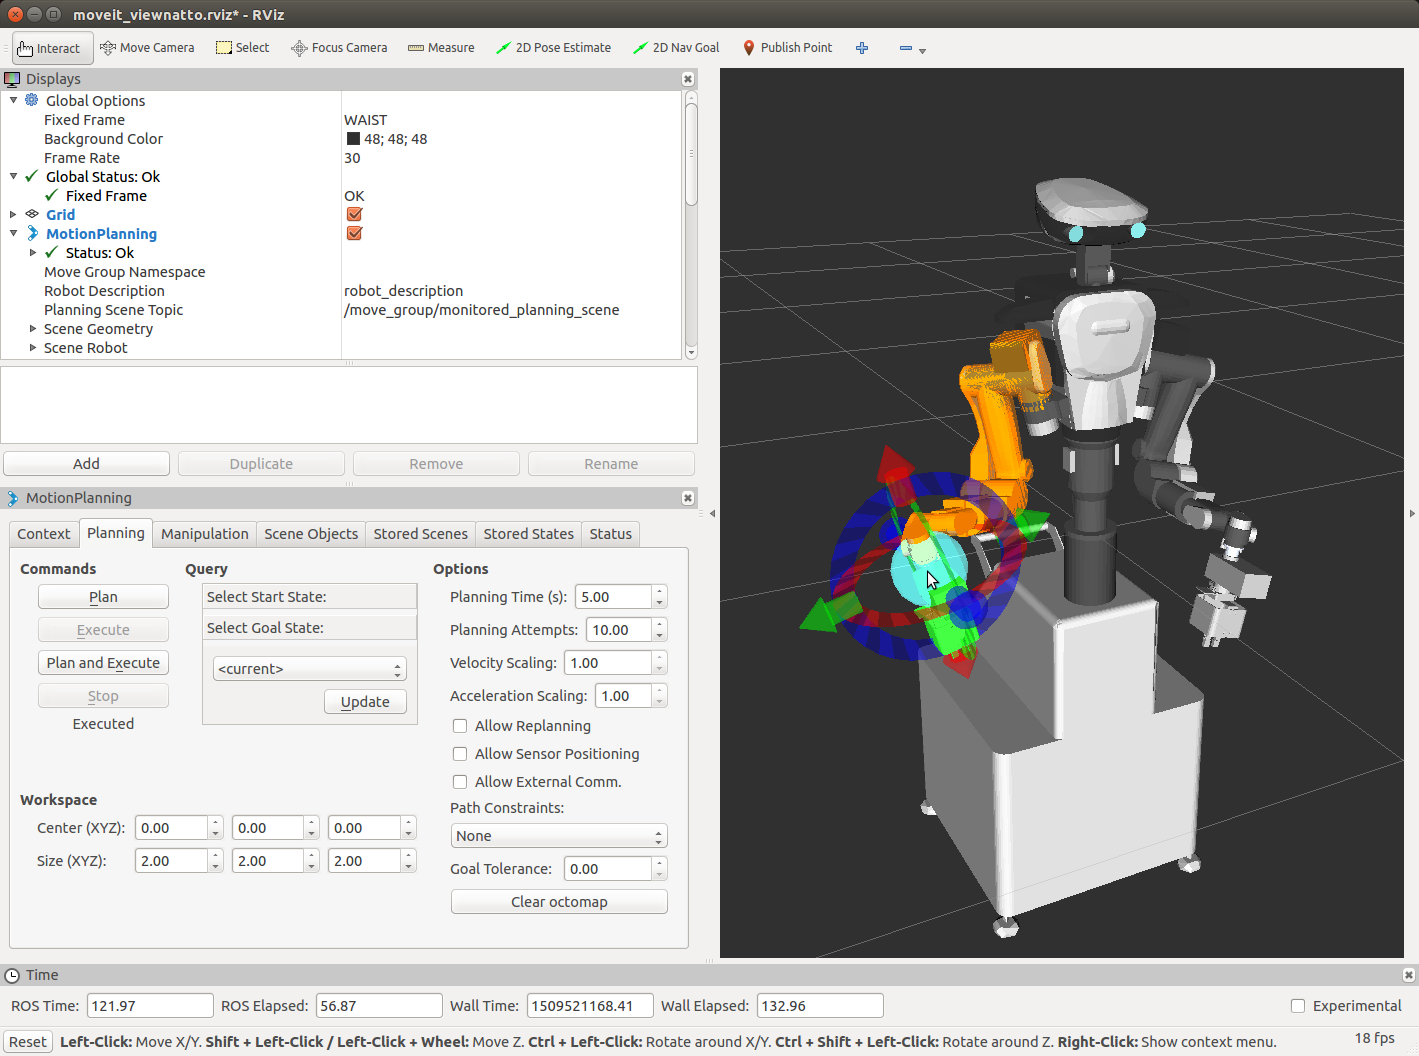 moveit_viewnatto.rviz* - RViz
Interact Move Camera Select Focus Camera Measure 2D Pose Estimate 2D Nav Goal Publish Point
Displays
Global Options
Fixed Frame WAIST
Background Color 48; 48; 48
Frame Rate 30
Global Status: Ok
Fixed Frame OK
Grid
MotionPlanning
Status: Ok
Move Group Namespace
Robot Description robot_description
Planning Scene Topic /move_group/monitored_planning_scene
Scene Geometry
Scene Robot
Add Duplicate Remove Rename
MotionPlanning
Context Planning Manipulation Scene Objects Stored Scenes Stored States Status
Commands Query Options
Plan Select Start State: Planning Time (s): 5.00
Execute Select Goal State: Planning Attempts: 10.00
Plan and Execute <current> Velocity Scaling: 1.00
Stop Update Acceleration Scaling: 1.00
Executed Allow Replanning
Allow Sensor Positioning
Allow External Comm.
Workspace Path Constraints:
Center (XYZ): 0.00 0.00 0.00 None
Size (XYZ): 2.00 2.00 2.00 Goal Tolerance: 0.00
Clear octomap
Time
ROS Time: 121.97 ROS Elapsed: 56.87 Wall Time: 1509521168.41 Wall Elapsed: 132.96 Experimental
Reset Left-Click: Move X/Y. Shift + Left-Click / Left-Click + Wheel: Move Z. Ctrl + Left-Click: Rotate around X/Y. Ctrl + Shift + Left-Click: Rotate around Z. Right-Click: Show context menu. 18 fps